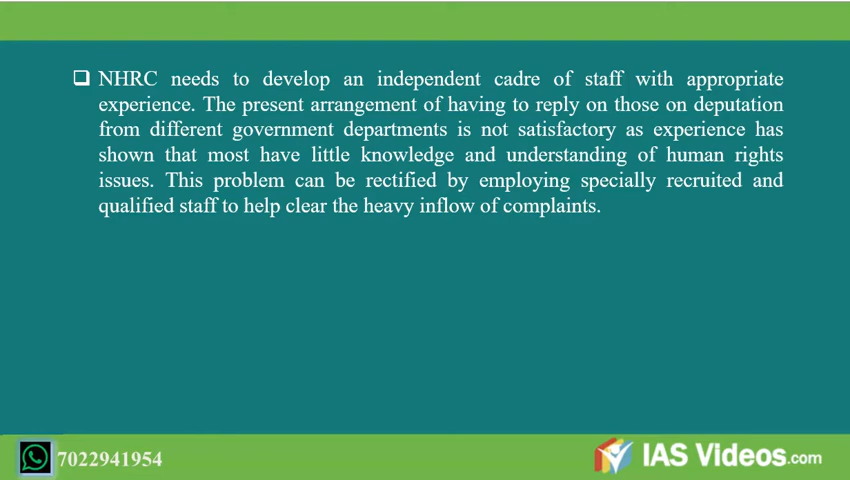 ❑ NHRC needs to develop an independent cadre of staff with appropriate
experience. The present arrangement of having to reply on those on deputation
from different government departments is not satisfactory as experience has
shown that most have little knowledge and understanding of human rights
issues. This problem can be rectified by employing specially recruited and
qualified staff to help clear the heavy inflow of complaints.
7022941954
IAS Videos.com